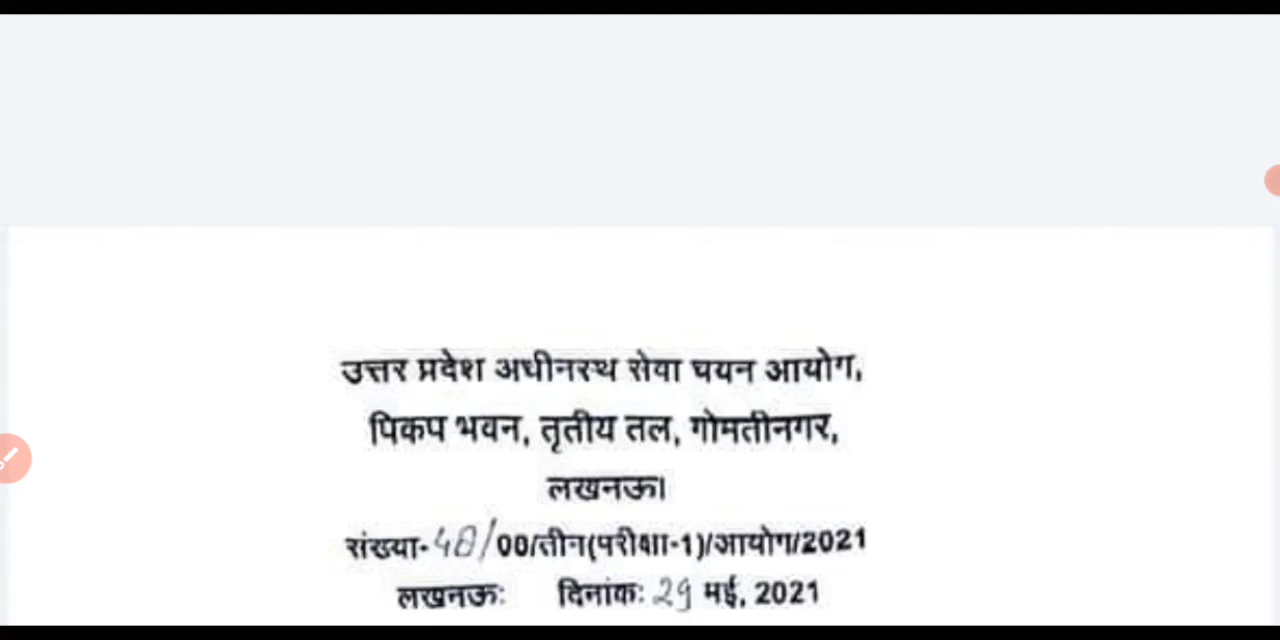 उत्तर प्रदेश अधीनस्थ सेवा चयन आयोग,
पिकप भवन, तृतीय तल, गोमतीनगर,
लखनऊ।
संख्या-48/00/तीन(परीक्षा-1)/आयोग/2021
लखनऊः दिनांकः 29 मई, 2021